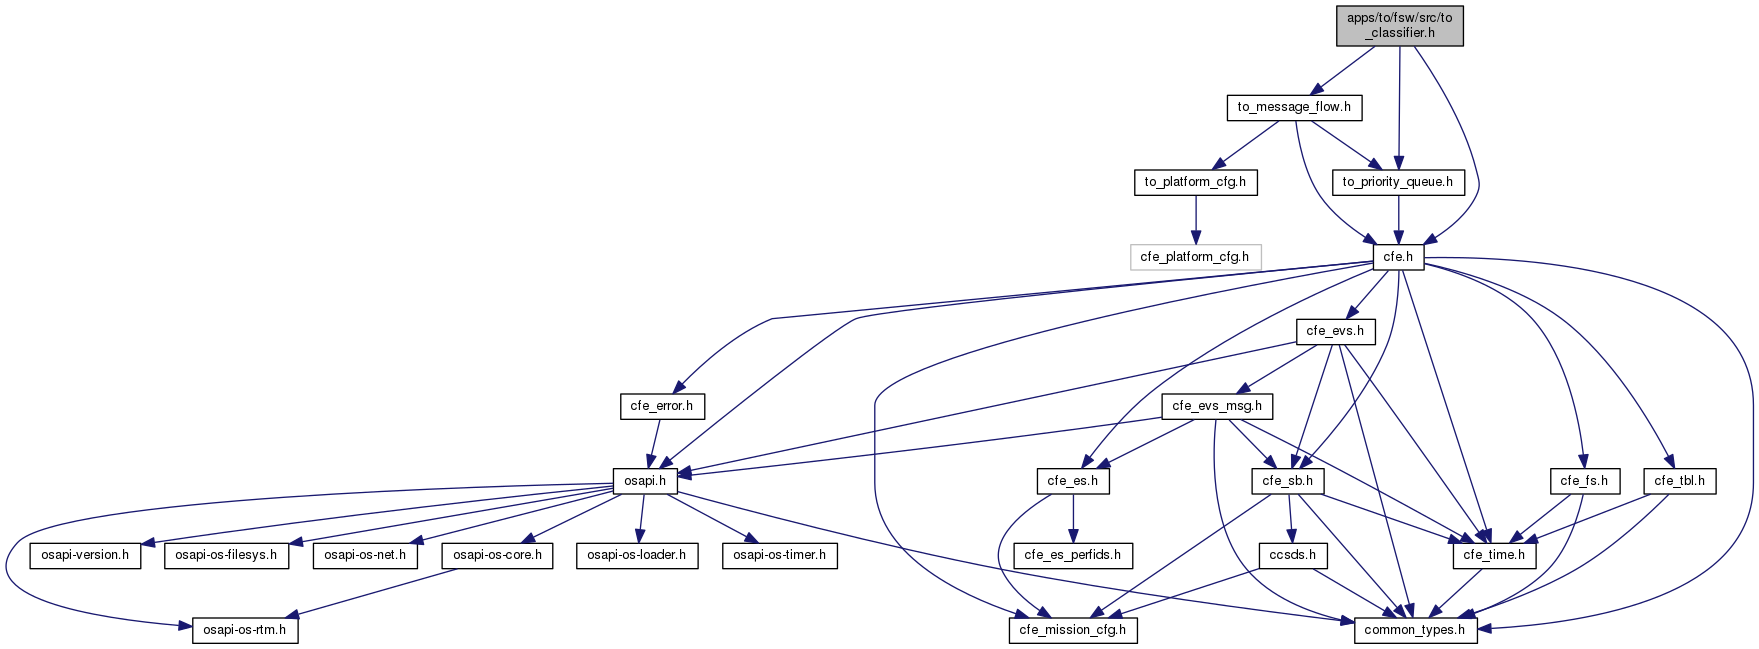 apps/to/fsw/src/to
_classifier.h
to_message_flow.h
to_platform_cfg.h
to_priority_queue.h
cfe_platform_cfg.h
cfe.h
cfe_evs.h
cfe_error.h
cfe_evs_msg.h
osapi.h
cfe_es.h
cfe_sb.h
cfe_fs.h
cfe_tbl.h
osapi-version.h
osapi-os-filesys.h
osapi-os-net.h
osapi-os-core.h
osapi-os-loader.h
osapi-os-timer.h
cfe_es_perfids.h
ccsds.h
cfe_time.h
osapi-os-rtm.h
cfe_mission_cfg.h
common_types.h